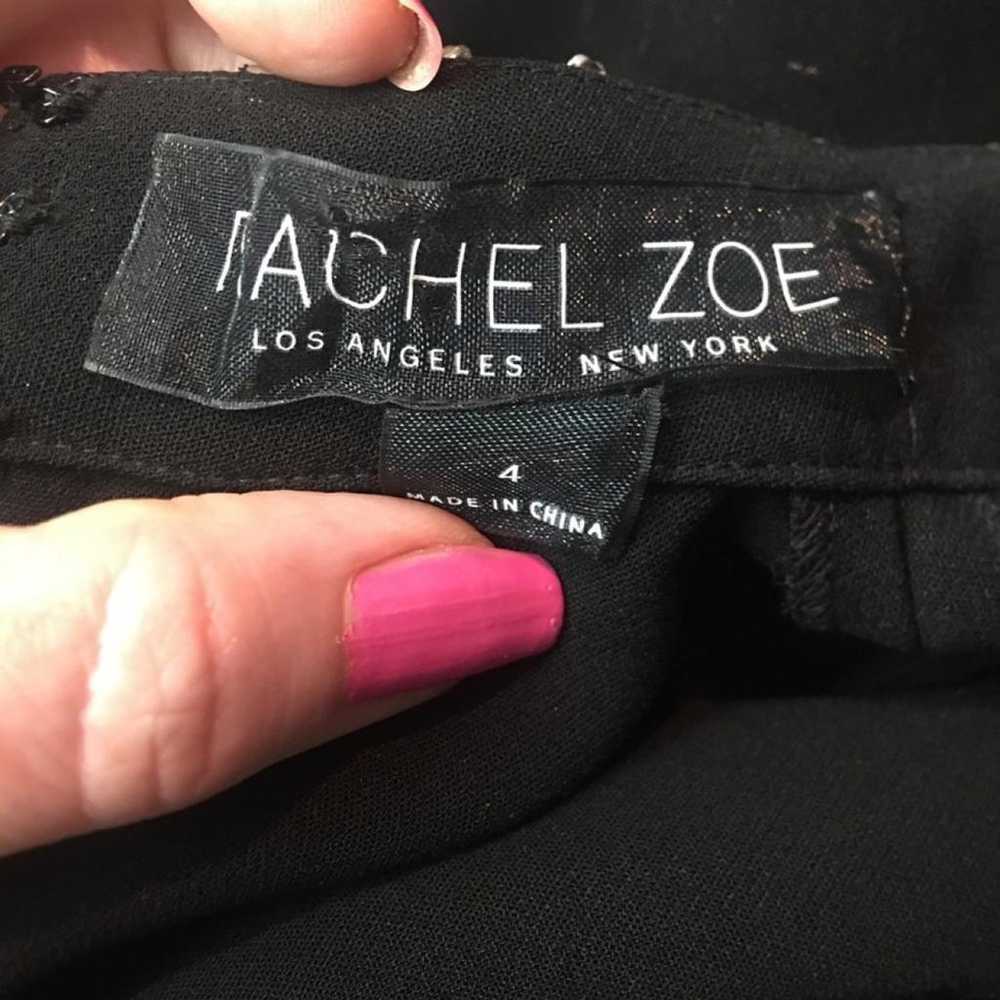 RACHEL ZOE
LOS ANGELES NEW YORK
4
MADE IN CHINA